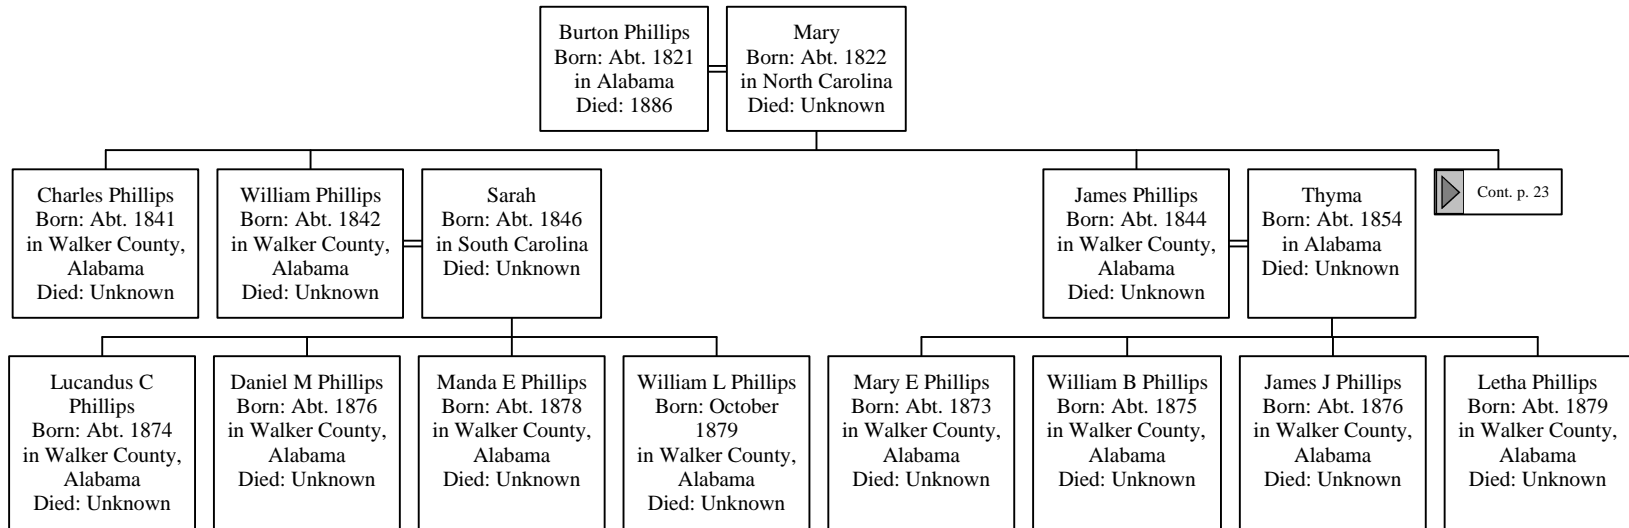 Burton Phillips
Born: Abt. 1821
in Alabama
Died: 1886
Mary
Born: Abt. 1822
in North Carolina
Died: Unknown
Charles Phillips
Born: Abt. 1841
in Walker County,
Alabama
Died: Unknown
William Phillips
Born: Abt. 1842
in Walker County,
Alabama
Died: Unknown
Sarah
Born: Abt. 1846
in South Carolina
Died: Unknown
James Phillips
Born: Abt. 1844
in Walker County,
Alabama
Died: Unknown
Thyma
Born: Abt. 1854
in Alabama
Died: Unknown
Cont. p. 23
Lucandus C
Phillips
Born: Abt. 1874
in Walker County,
Alabama
Died: Unknown
Daniel M Phillips
Born: Abt. 1876
in Walker County,
Alabama
Died: Unknown
Manda E Phillips
Born: Abt. 1878
in Walker County,
Alabama
Died: Unknown
William L Phillips
Born: October
1879
in Walker County,
Alabama
Died: Unknown
Mary E Phillips
Born: Abt. 1873
in Walker County,
Alabama
Died: Unknown
William B Phillips
Born: Abt. 1875
in Walker County,
Alabama
Died: Unknown
James J Phillips
Born: Abt. 1876
in Walker County,
Alabama
Died: Unknown
Letha Phillips
Born: Abt. 1879
in Walker County,
Alabama
Died: Unknown